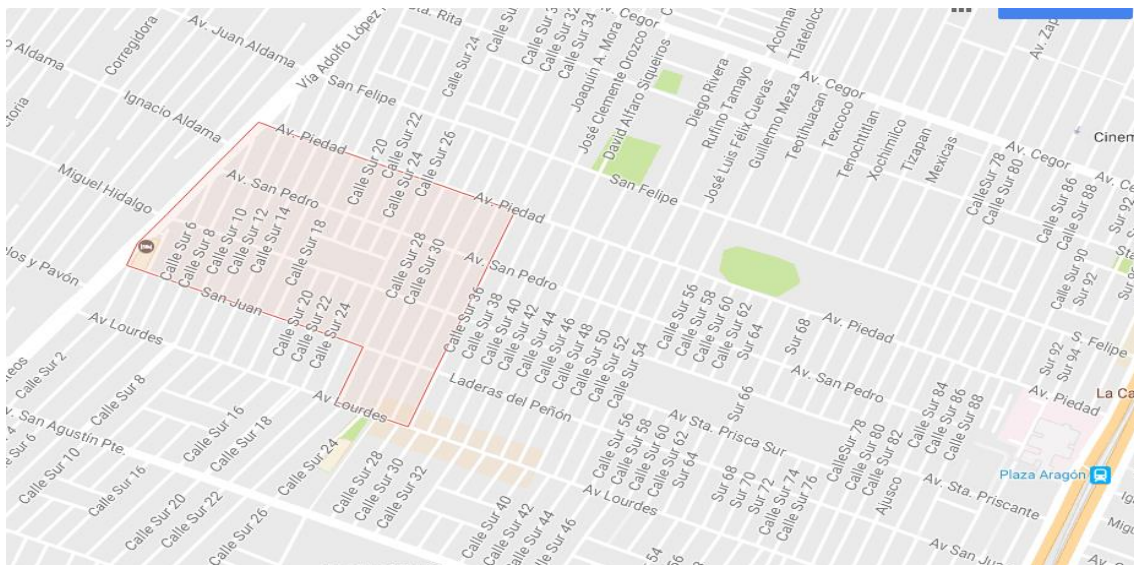 Sta. Rita
Calle Sur 32
Calle Sur 34
Av. Cegor
Acolman
Tlatelolco
Av. Juan Aldama
Corregidora
Vía Adolfo López
Calle Sur 24
Joaquín A. Mora
José Clemente Orozco
David Alfaro Siqueiros
Av. Cegor
o Aldama
San Felipe
Diego Rivera
Rufino Tamayo
José Luis Félix Cuevas
Guillermo Meza
Teotihuacan
Texcoco
Tenochtitlan
Xochimilco
Tizapan
Mexicas
Cinem
Ignacio Aldama
Av. Piedad
Calle Sur 20
Calle Sur 22
Calle Sur 24
Calle Sur 26
Av. Cegor
CalleSur 78
Calle Sur 80
Calle Sur 86
Calle Sur 88
Sur 92
Miguel Hidalgo
Av. San Pedro
San Felipe
Av. Piedad
Calle Sur 6
Calle Sur 8
Calle Sur 10
Calle Sur 12
Calle Sur 14
Calle Sur 18
Calle Sur 28
Calle Sur 30
Av. San Pedro
Calle Sur 90
Sur 92
los y Pavón
San Juan
Calle Sur 20
Calle Sur 22
Calle Sur 24
Calle Sur 36
Calle Sur 38
Calle Sur 40
Calle Sur 42
Calle Sur 44
Calle Sur 46
Calle Sur 48
Calle Sur 50
Calle Sur 52
Calle Sur 54
Calle Sur 56
Calle Sur 58
Calle Sur 60
Calle Sur 62
Sur 64
Sur 68
Av. Piedad
S. Felipe
Av Lourdes
Laderas del Peñón
Sur 66
Av. San Pedro
Sur 92
Sur 94
Av. Piedad
La Ca
Calle Sur 2
Calle Sur 8
Av Lourdes
Av. Sta. Prisca Sur
Calle Sur 84
Calle Sur 86
Calle Sur 88
Av. San Agustín Pte.
Calle Sur 16
Calle Sur 18
Calle Sur 24
Calle Sur 56
Calle Sur 58
Calle Sur 60
Calle Sur 62
Sur 64
CalleSur 78
Calle Sur 80
Calle Sur 82
Ajusco
Plaza Aragón
Calle Sur 10
Calle Sur 16
Calle Sur 28
Calle Sur 30
Calle Sur 32
Sur 68
Sur 70
Sur 72
Calle Sur 74
Calle Sur 76
Av. Sta. Priscante
Calle Sur 20
Calle Sur 22
Calle Sur 26
Calle Sur 40
Calle Sur 42
Calle Sur 44
Calle Sur 46
Av Lourdes
Av San Jua